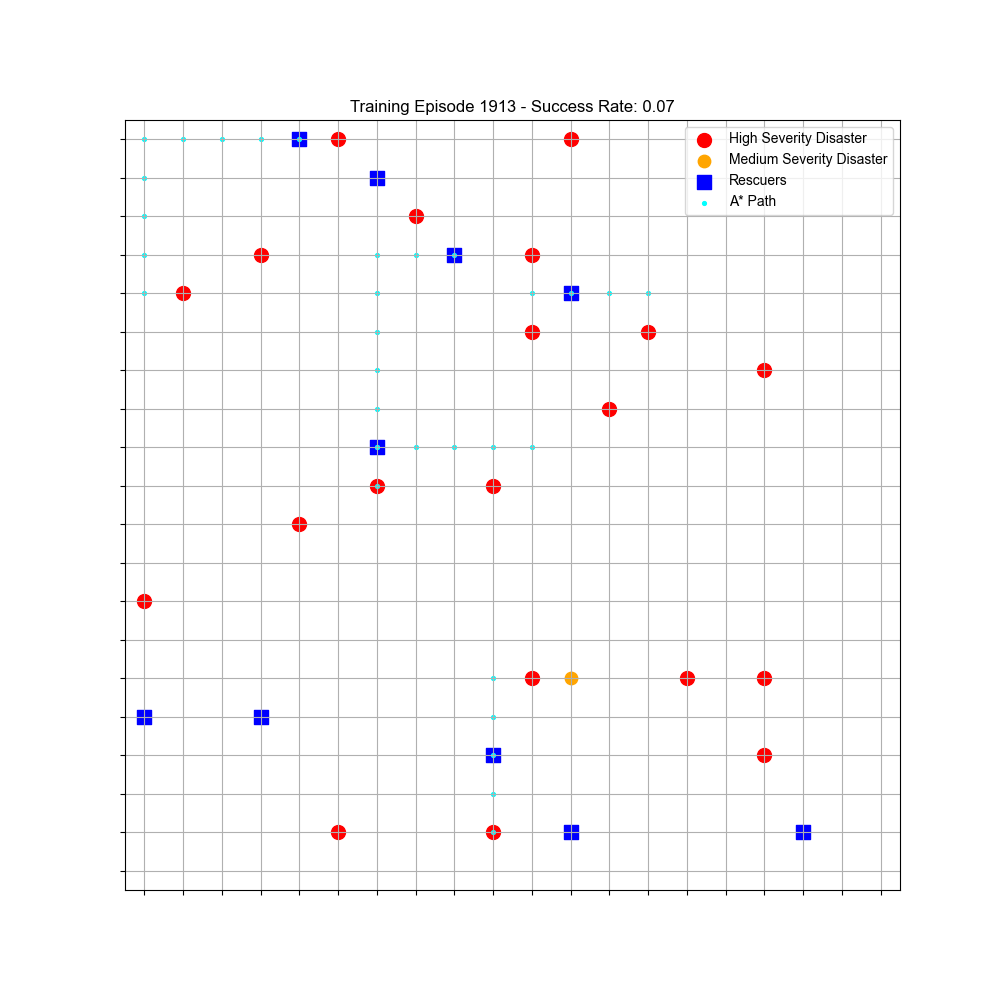 Training Episode 1913 - Success Rate: 0.07
High Severity Disaster
Medium Severity Disaster
Rescuers
A* Path